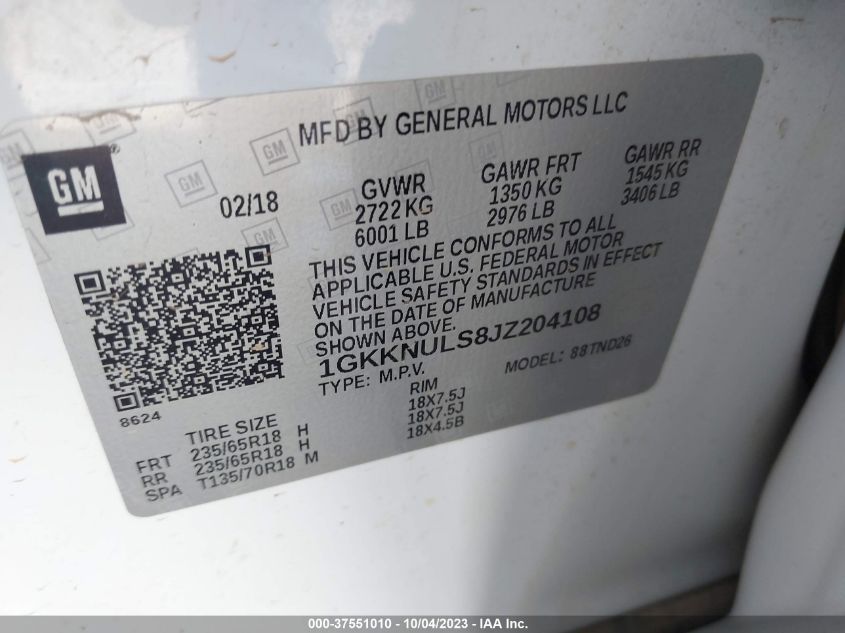 MFD BY GENERAL MOTORS LLC
GM
02/18
GVWR
2722 KG
6001 LB
GAWR FRT
1350 KG
2976 LB
GAWR RR
1545 KG
3406 LB
THIS VEHICLE CONFORMS TO ALL
APPLICABLE U.S. FEDERAL MOTOR
VEHICLE SAFETY STANDARDS IN EFFECT
ON THE DATE OF MANUFACTURE
SHOWN ABOVE.
1GKKNULS8JZ204108
TYPE: M.P.V.
MODEL: 88TND26
8624
TIRE SIZE
RIM
FRT 235/65R18 H 18X7.5J
RR 235/65R18 H 18X7.5J
SPA T135/70R18 M 18X4.5B
000-37551010 - 10/04/2023 - IAA Inc.